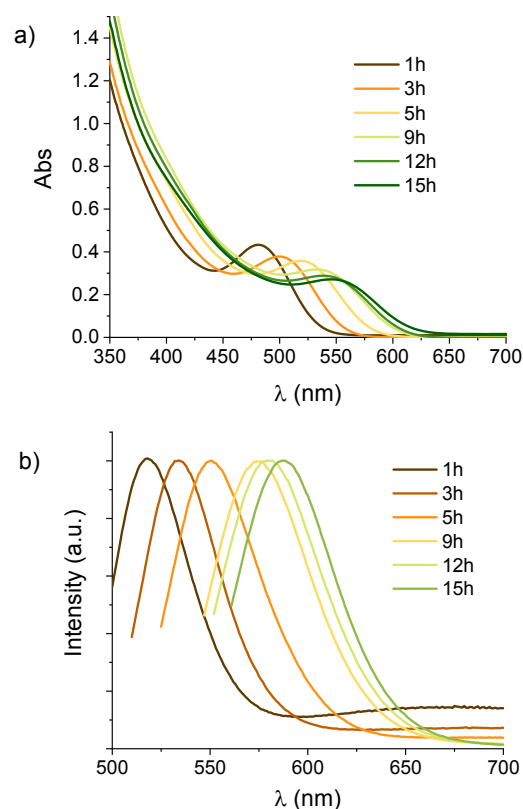 a)
1.4
1.2
1.0
0.8
0.6
0.4
0.2
0.0
Abs
1h
3h
5h
9h
12h
15h
350 400 450 500 550 600 650 700
λ (nm)
b)
Intensity (a.u.)
1h
3h
5h
9h
12h
15h
500 550 600 650 700
λ (nm)